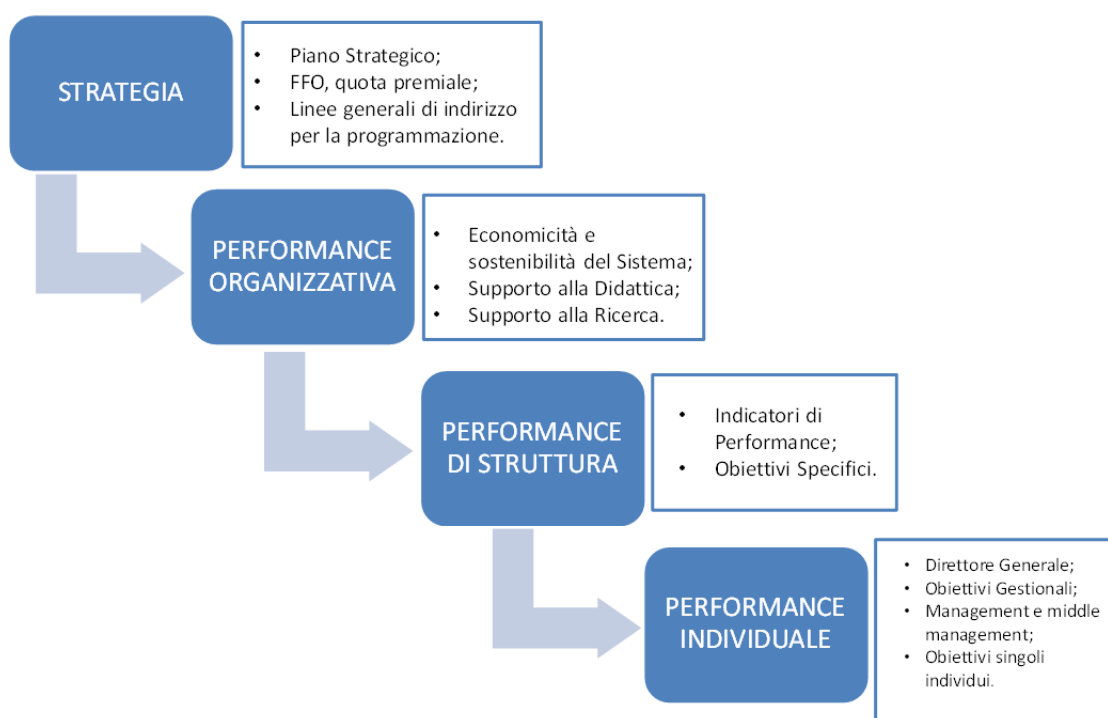 STRATEGIA
• Piano Strategico;
• FFO, quota premiale;
• Linee generali di indirizzo
per la programmazione.
PERFORMANCE
ORGANIZZATIVA
• Economicità e
sostenibilità del Sistema;
• Supporto alla Didattica;
• Supporto alla Ricerca.
PERFORMANCE
DI STRUTTURA
• Indicatori di
Performance;
• Obiettivi Specifici.
PERFORMANCE
INDIVIDUALE
• Direttore Generale;
• Obiettivi Gestionali;
• Management e middle
management;
• Obiettivi singoli
individui.